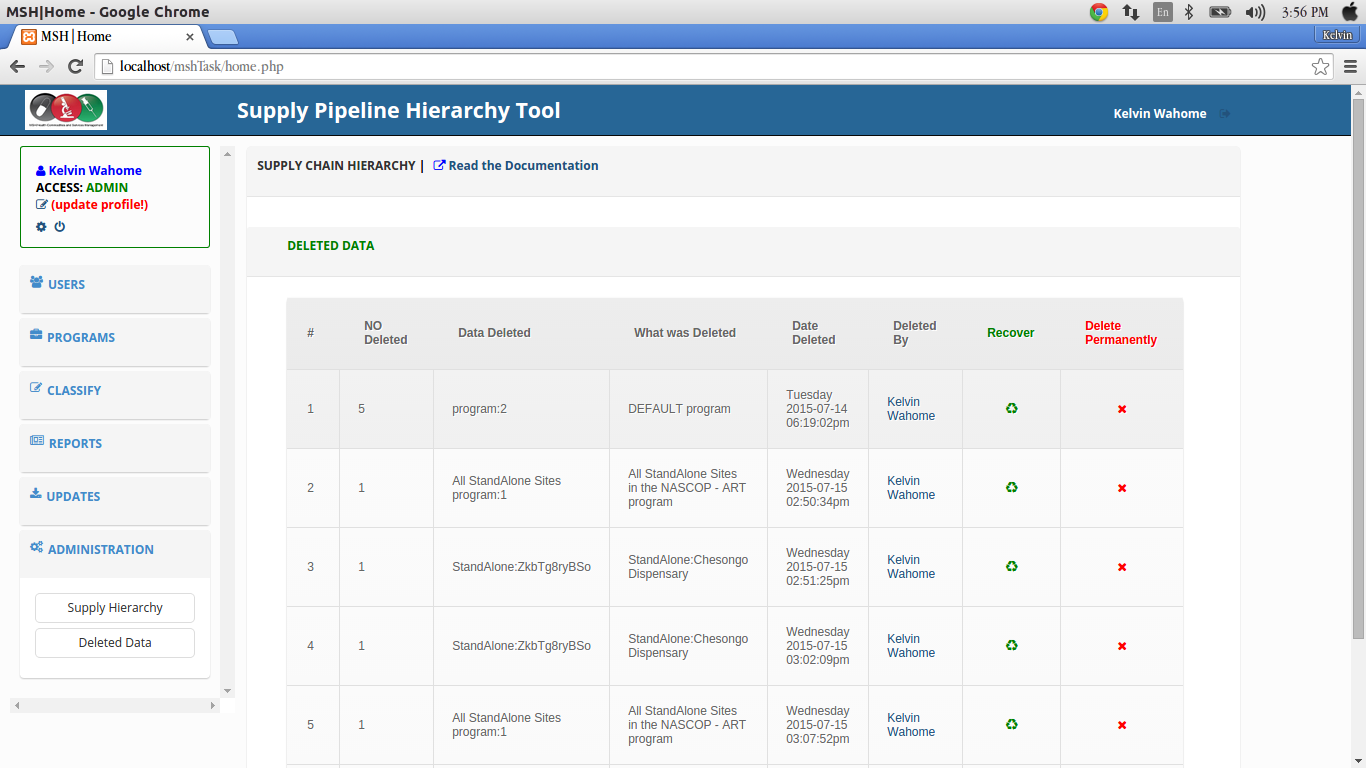 MSH|Home - Google Chrome
En
3:56 PM
MSH|Home
Kelvin
localhost/mshTask/home.php
Supply Pipeline Hierarchy Tool
Kelvin Wahome
Kelvin Wahome
ACCESS: ADMIN
(update profile!)
USERS
PROGRAMS
CLASSIFY
REPORTS
UPDATES
ADMINISTRATION
Supply Hierarchy
Deleted Data
SUPPLY CHAIN HIERARCHY | Read the Documentation
DELETED DATA
#
NO
Deleted
Data Deleted
What was Deleted
Date
Deleted
Deleted
By
Recover
Delete
Permanently
1
5
program:2
DEFAULT program
Tuesday
2015-07-14
06:19:02pm
Kelvin
Wahome
2
1
All StandAlone Sites
program:1
All StandAlone Sites
in the NASCOP - ART
program
Wednesday
2015-07-15
02:50:34pm
Kelvin
Wahome
3
1
StandAlone:ZkbTg8ryBSo
StandAlone:Chesongo
Dispensary
Wednesday
2015-07-15
02:51:25pm
Kelvin
Wahome
4
1
StandAlone:ZkbTg8ryBSo
StandAlone:Chesongo
Dispensary
Wednesday
2015-07-15
03:02:09pm
Kelvin
Wahome
5
1
All StandAlone Sites
program:1
All StandAlone Sites
in the NASCOP - ART
program
Wednesday
2015-07-15
03:07:52pm
Kelvin
Wahome